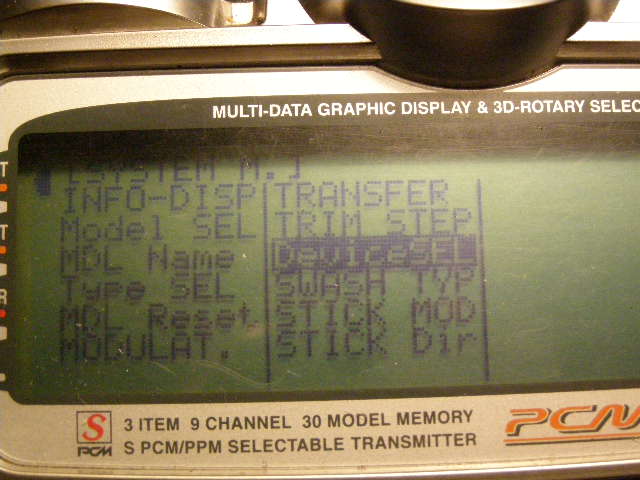 MULTI-DATA GRAPHIC DISPLAY & 3D-ROTARY SELEC
[SYSTEM M.]
INFO-DISP TRANSFER
Model SEL TRIM STEP
MDL Name DeviceSEL
Type SEL SWASH TYP
MDL Reset STICK MOD
MODULAT. STICK Dir
T
T
R
S PCM
3 ITEM 9 CHANNEL 30 MODEL MEMORY
S PCM/PPM SELECTABLE TRANSMITTER
PCM